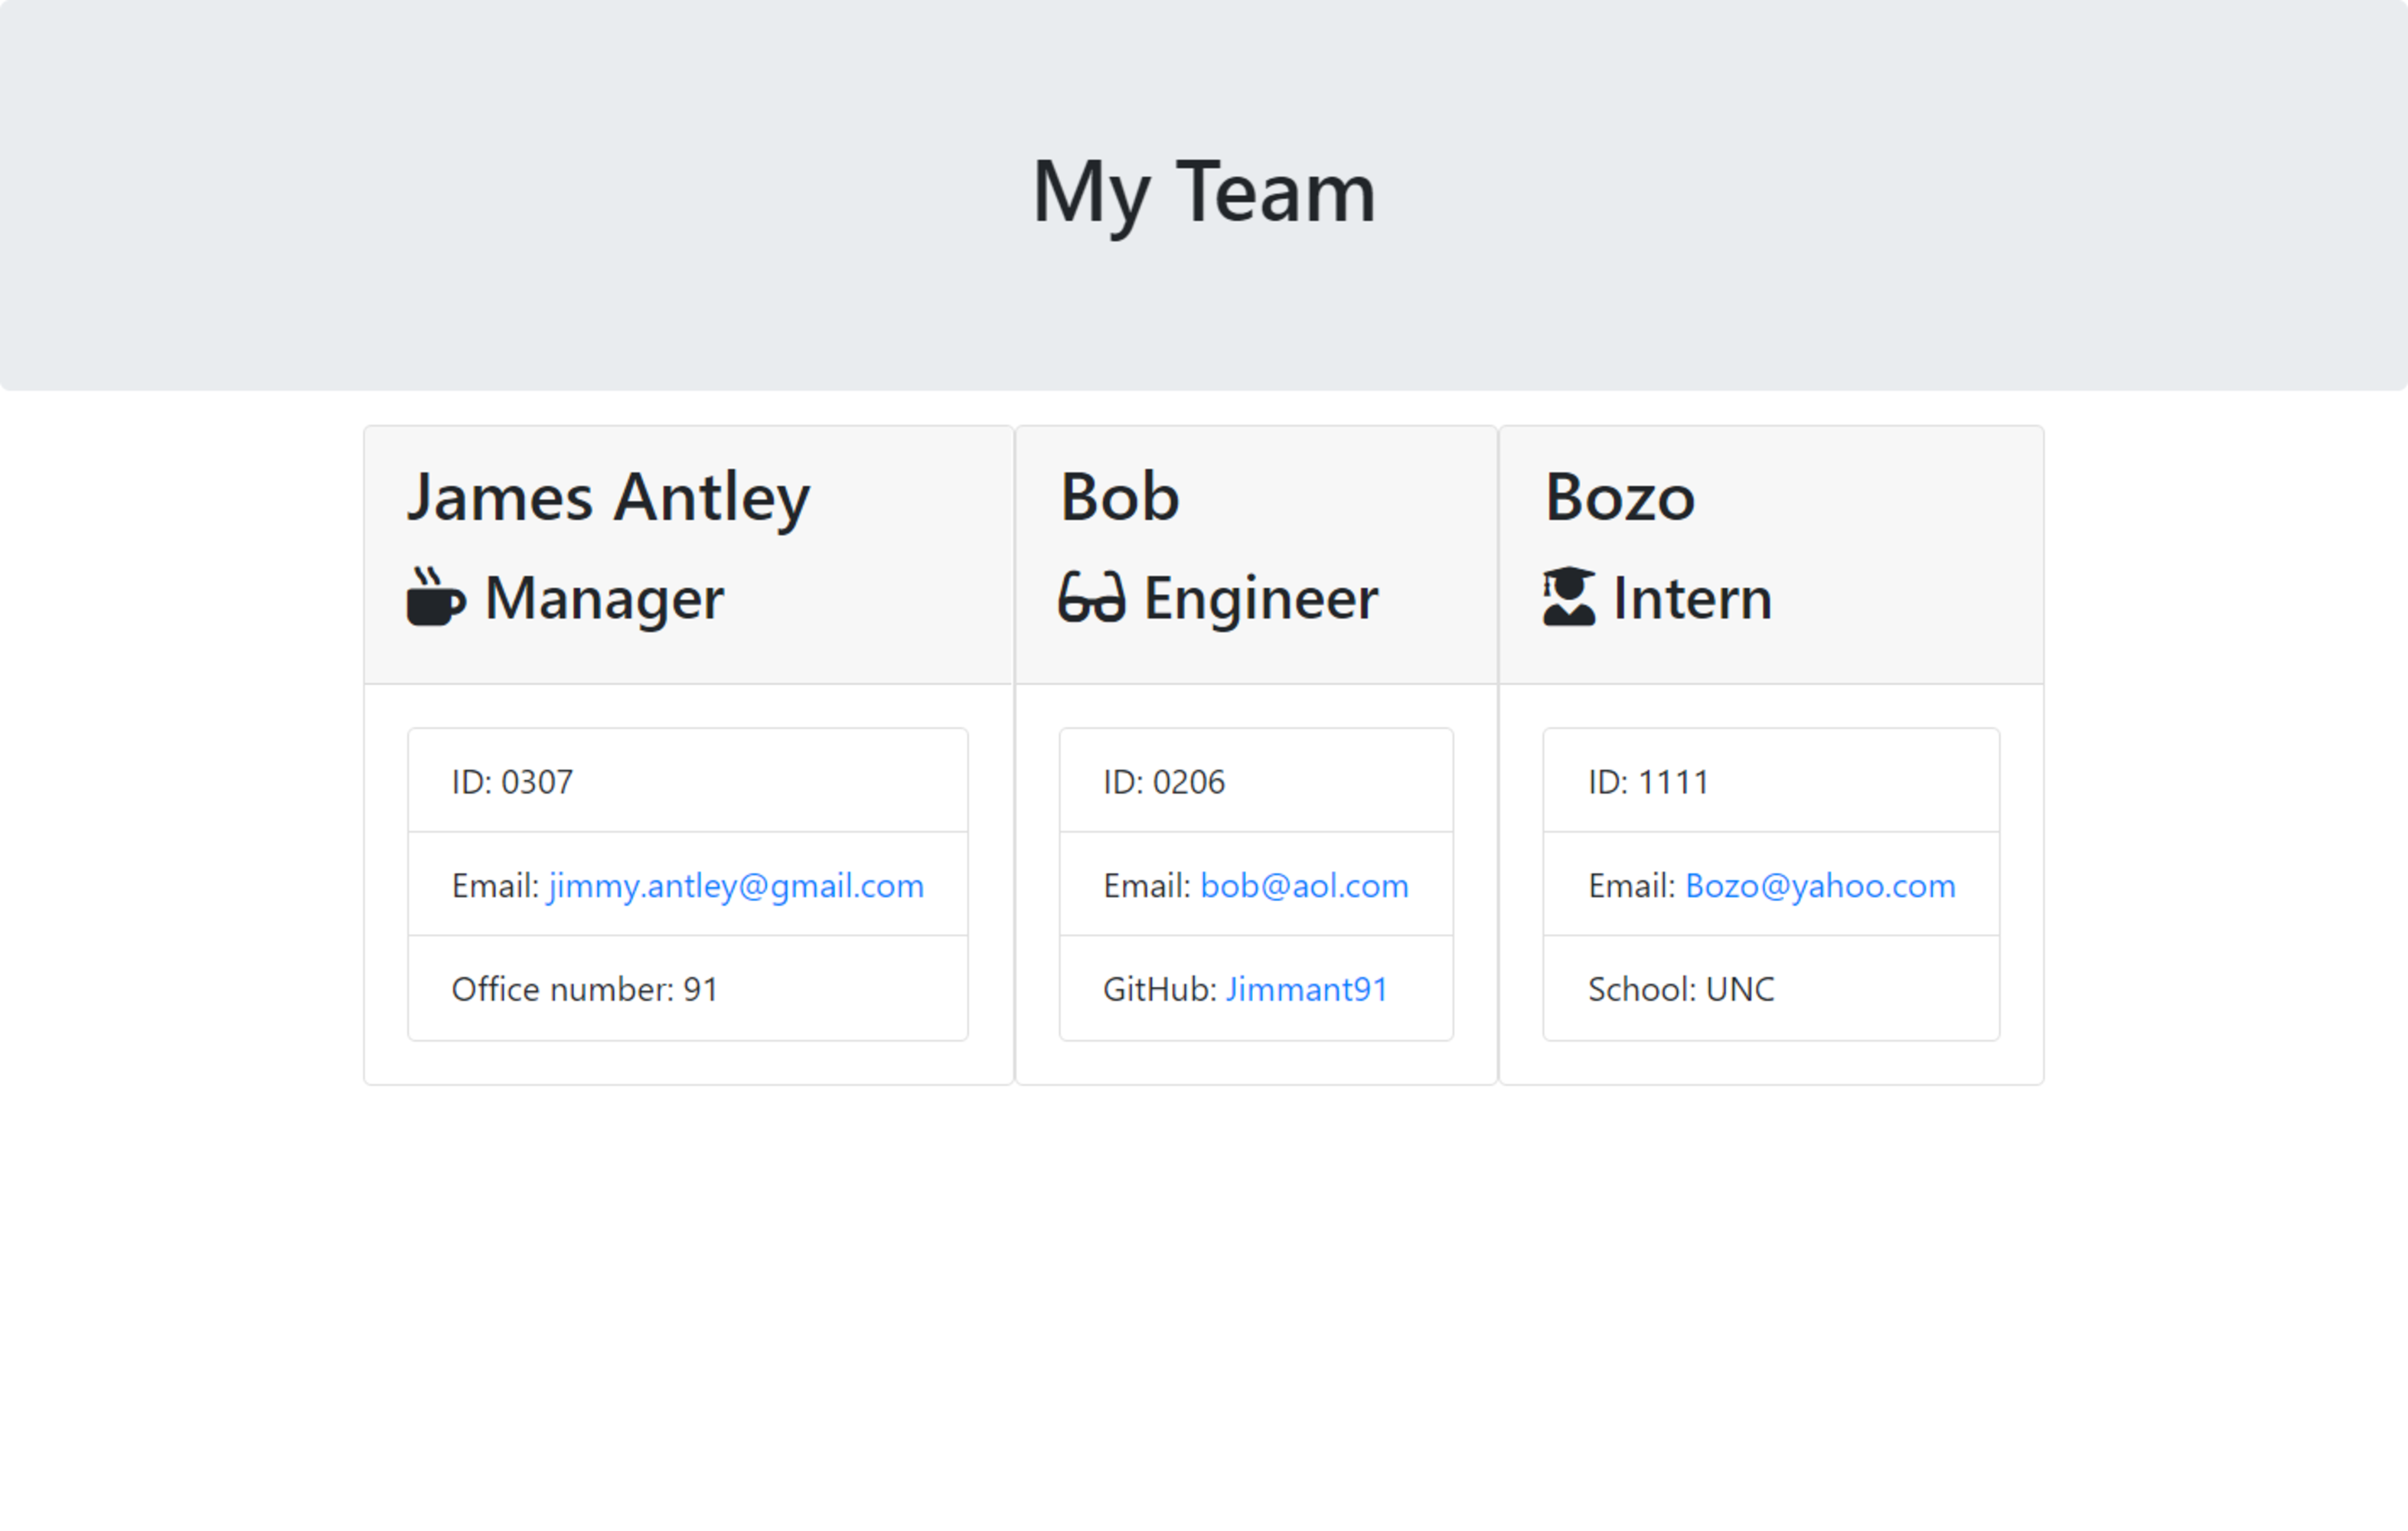 My Team
James Antley
Manager
ID: 0307
Email: jimmy.antley@gmail.com
Office number: 91
Bob
Engineer
ID: 0206
Email: bob@aol.com
GitHub: Jimmant91
Bozo
Intern
ID: 1111
Email: Bozo@yahoo.com
School: UNC